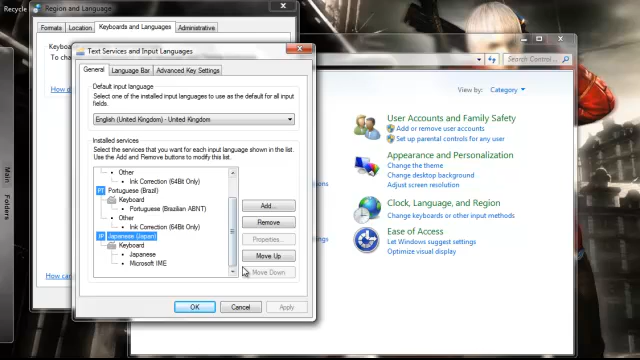 Recycle
Region and Language
Formats
Location
Keyboards and Languages
Administrative
Text Services and Input Languages
General
Language Bar
Advanced Key Settings
Default input language
Select one of the installed input languages to use as the default for all input fields.
English (United Kingdom) - United Kingdom
Installed services
Select the services that you want for each input language shown in the list. Use the Add and Remove buttons to modify this list.
Other
Ink Correction (64Bit Only)
PT Portuguese (Brazil)
Keyboard
Portuguese (Brazilian ABNT)
Other
Ink Correction (64Bit Only)
JP Japanese (Japan)
Keyboard
Japanese
Microsoft IME
Add...
Remove
Properties...
Move Up
Move Down
OK
Cancel
Apply
Search Control ...
View by: Category
User Accounts and Family Safety
Add or remove user accounts
Set up parental controls for any user
Appearance and Personalization
Change the theme
Change desktop background
Adjust screen resolution
Clock, Language, and Region
Change keyboards or other input methods
Ease of Access
Let Windows suggest settings
Optimize visual display
Main
Folders